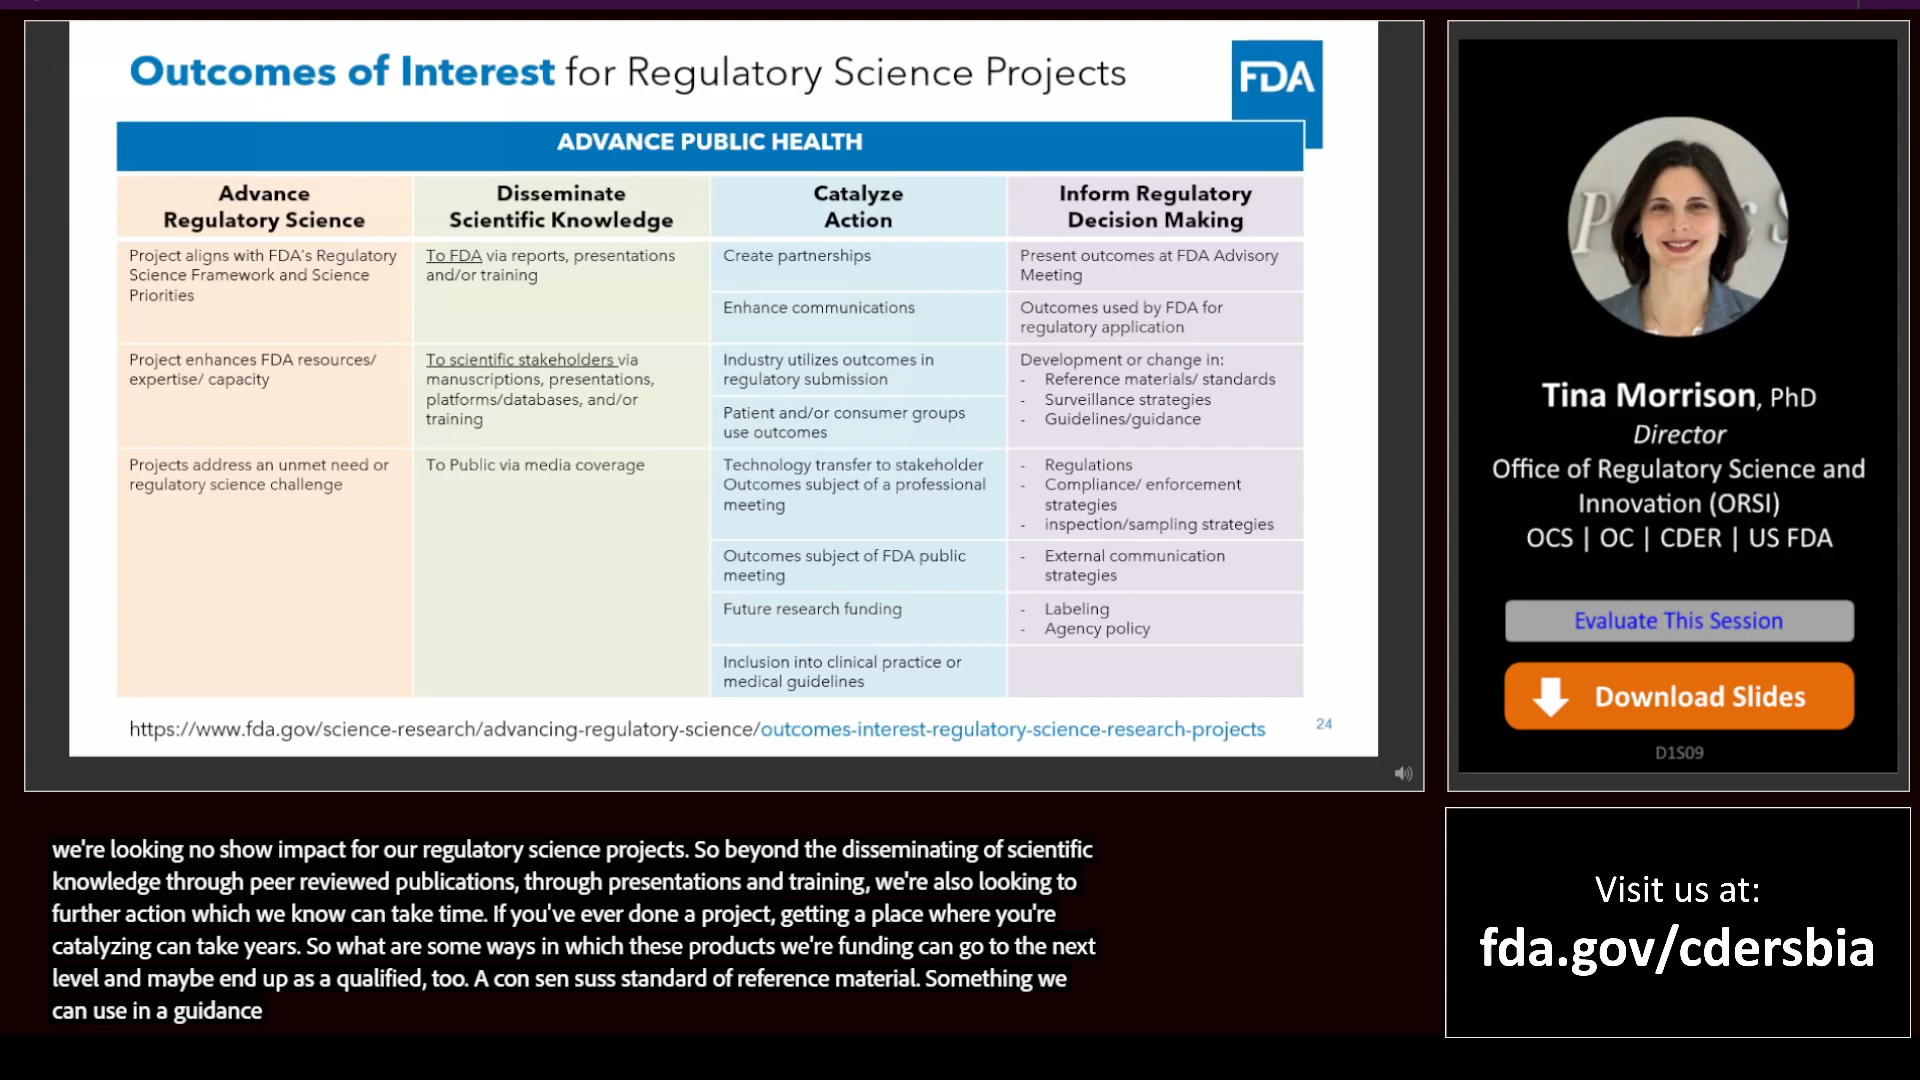 Outcomes of Interest for Regulatory Science Projects
FDA
ADVANCE PUBLIC HEALTH
Advance
Regulatory Science
Disseminate
Scientific Knowledge
Catalyze
Action
Inform Regulatory
Decision Making
Project aligns with FDA's Regulatory
Science Framework and Science
Priorities
To FDA via reports, presentations
and/or training
Create partnerships
Enhance communications
Present outcomes at FDA Advisory
Meeting
Outcomes used by FDA for
regulatory application
Project enhances FDA resources/
expertise/ capacity
To scientific stakeholders via
manuscriptions, presentations,
platforms/databases, and/or
training
Industry utilizes outcomes in
regulatory submission
Patient and/or consumer groups
use outcomes
Development or change in:
- Reference materials/ standards
- Surveillance strategies
- Guidelines/guidance
Projects address an unmet need or
regulatory science challenge
To Public via media coverage
Technology transfer to stakeholder
Outcomes subject of a professional
meeting
Outcomes subject of FDA public
meeting
Future research funding
Inclusion into clinical practice or
medical guidelines
- Regulations
- Compliance/ enforcement
strategies
- inspection/sampling strategies
- External communication
strategies
- Labeling
- Agency policy
https://www.fda.gov/science-research/advancing-regulatory-science/outcomes-interest-regulatory-science-research-projects
24
Tina Morrison, PhD
Director
Office of Regulatory Science and
Innovation (ORSI)
OCS | OC | CDER | US FDA
Evaluate This Session
Download Slides
D1S09
we're looking no show impact for our regulatory science projects. So beyond the disseminating of scientific
knowledge through peer reviewed publications, through presentations and training, we're also looking to
further action which we know can take time. If you've ever done a project, getting a place where you're
catalyzing can take years. So what are some ways in which these products we're funding can go to the next
level and maybe end up as a qualified, too. A con sen suss standard of reference material. Something we
can use in a guidance
Visit us at:
fda.gov/cdersbia